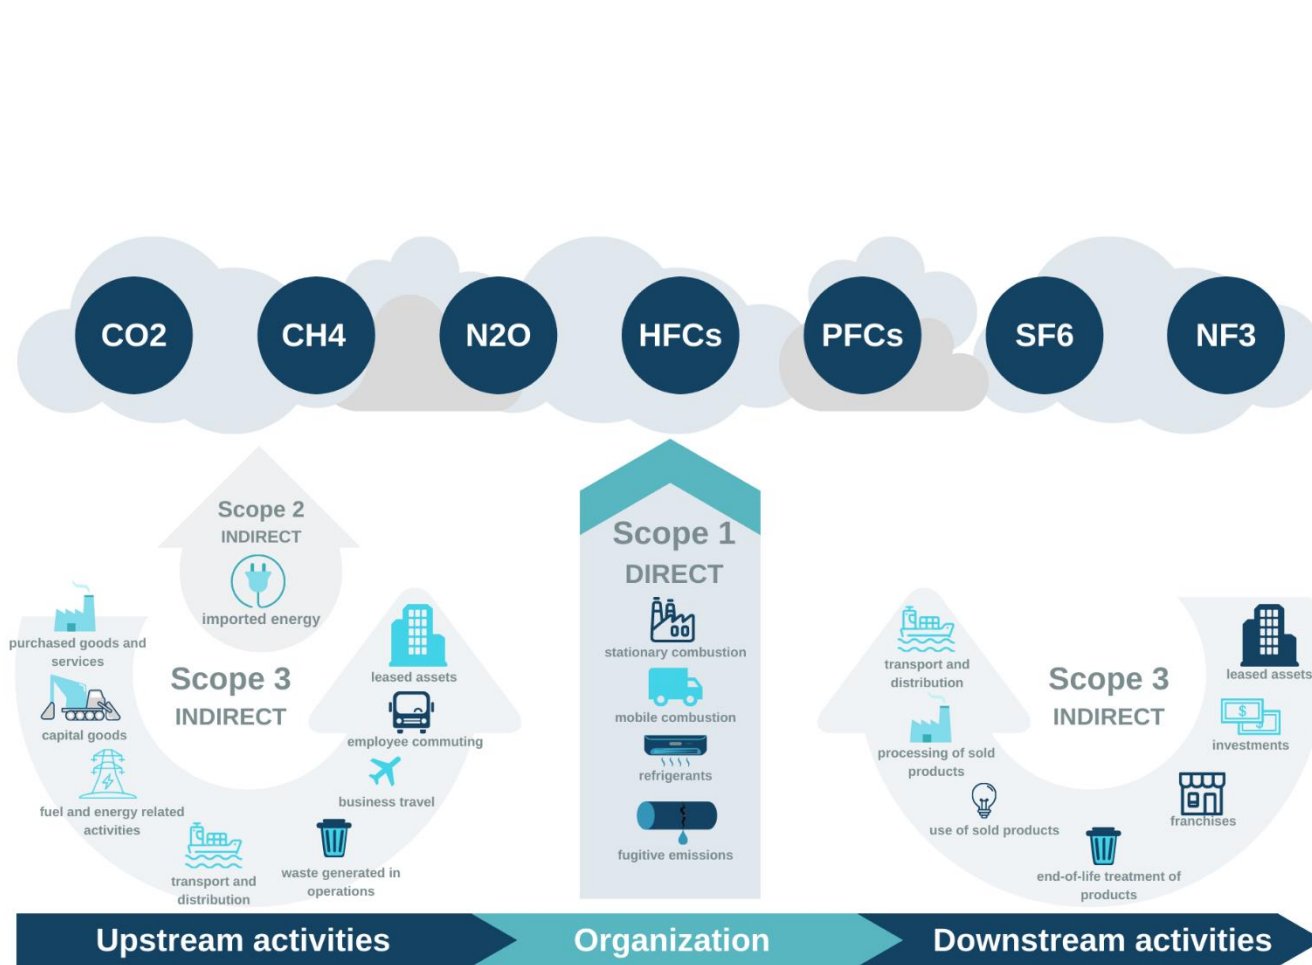 CO2
CH4
N2O
HFCs
PFCs
SF6
NF3
Scope 2
INDIRECT
imported energy
purchased goods and
services
capital goods
fuel and energy related
activities
transport and
distribution
waste generated in
operations
business travel
employee commuting
leased assets
Scope 3
INDIRECT
Scope 1
DIRECT
stationary combustion
mobile combustion
refrigerants
fugitive emissions
transport and
distribution
processing of sold
products
use of sold products
end-of-life treatment of
products
franchises
$
investments
leased assets
Scope 3
INDIRECT
Upstream activities
Organization
Downstream activities